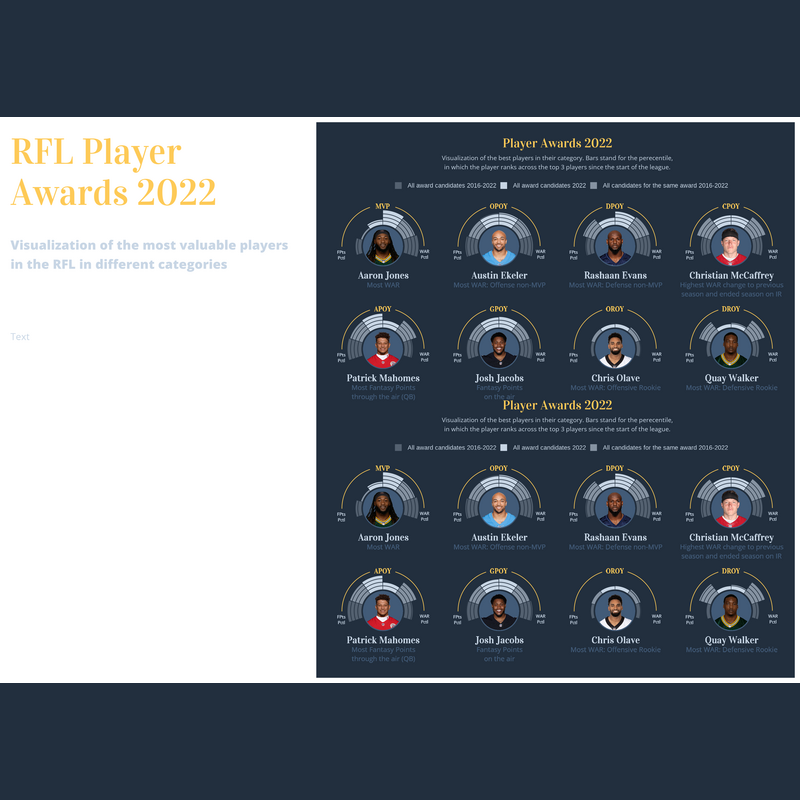 RFL Player
Awards 2022
Visualization of the most valuable players
in the RFL in different categories
Text
Player Awards 2022
Visualization of the best players in their category. Bars stand for the perecentile,
in which the player ranks across the top 3 players since the start of the league.
All award candidates 2016-2022 All award candidates 2022 All candidates for the same award 2016-2022
MVP OPOY DPOY CPOY
FPts Pctl WAR Pctl FPts Pctl WAR Pctl FPts Pctl WAR Pctl FPts Pctl WAR Pctl
Aaron Jones Austin Ekeler Rashaan Evans Christian McCaffrey
Most WAR Most WAR: Offense non-MVP Most WAR: Defense non-MVP Highest WAR change to previous
season and ended season on IR
APOY GPOY OROY DROY
FPts Pctl WAR Pctl FPts Pctl WAR Pctl FPts Pctl WAR Pctl FPts Pctl WAR Pctl
Patrick Mahomes Josh Jacobs Chris Olave Quay Walker
Most Fantasy Points Fantasy Points Most WAR: Offensive Rookie Most WAR: Defensive Rookie
through the air (QB) on the air
Player Awards 2022
Visualization of the best players in their category. Bars stand for the perecentile,
in which the player ranks across the top 3 players since the start of the league.
All award candidates 2016-2022 All award candidates 2022 All candidates for the same award 2016-2022
MVP OPOY DPOY CPOY
FPts Pctl WAR Pctl FPts Pctl WAR Pctl FPts Pctl WAR Pctl FPts Pctl WAR Pctl
Aaron Jones Austin Ekeler Rashaan Evans Christian McCaffrey
Most WAR Most WAR: Offense non-MVP Most WAR: Defense non-MVP Highest WAR change to previous
season and ended season on IR
APOY GPOY OROY DROY
FPts Pctl WAR Pctl FPts Pctl WAR Pctl FPts Pctl WAR Pctl FPts Pctl WAR Pctl
Patrick Mahomes Josh Jacobs Chris Olave Quay Walker
Most Fantasy Points Fantasy Points Most WAR: Offensive Rookie Most WAR: Defensive Rookie
through the air (QB) on the air